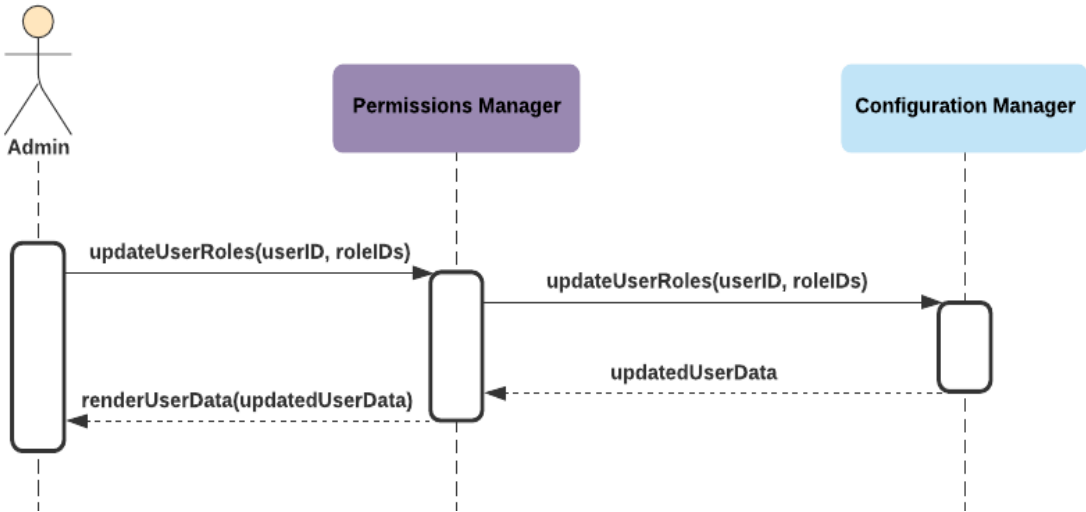 Permissions Manager
Configuration Manager
Admin
updateUserRoles(userID, roleIDs)
updateUserRoles(userID, roleIDs)
updatedUserData
renderUserData(updatedUserData)